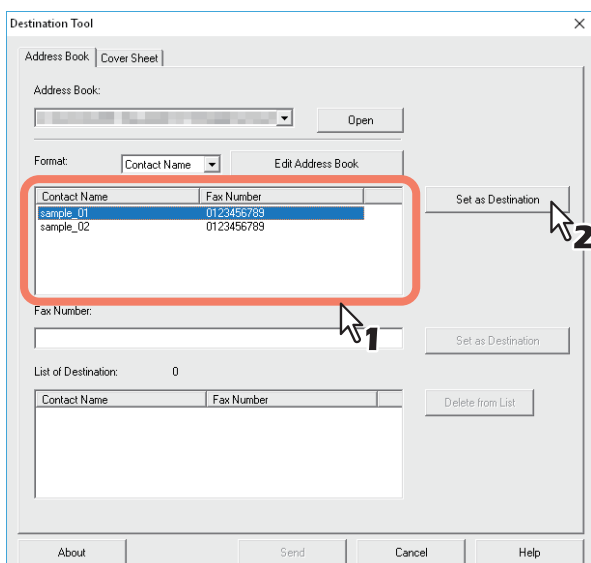 Destination Tool
Address Book Cover Sheet
Address Book:
Open
Format: Contact Name Edit Address Book
Contact Name Fax Number
sample_01 0123456789
sample_02 0123456789
Set as Destination
2
1
Fax Number:
Set as Destination
List of Destination: 0
Contact Name Fax Number
Delete from List
About Send Cancel Help